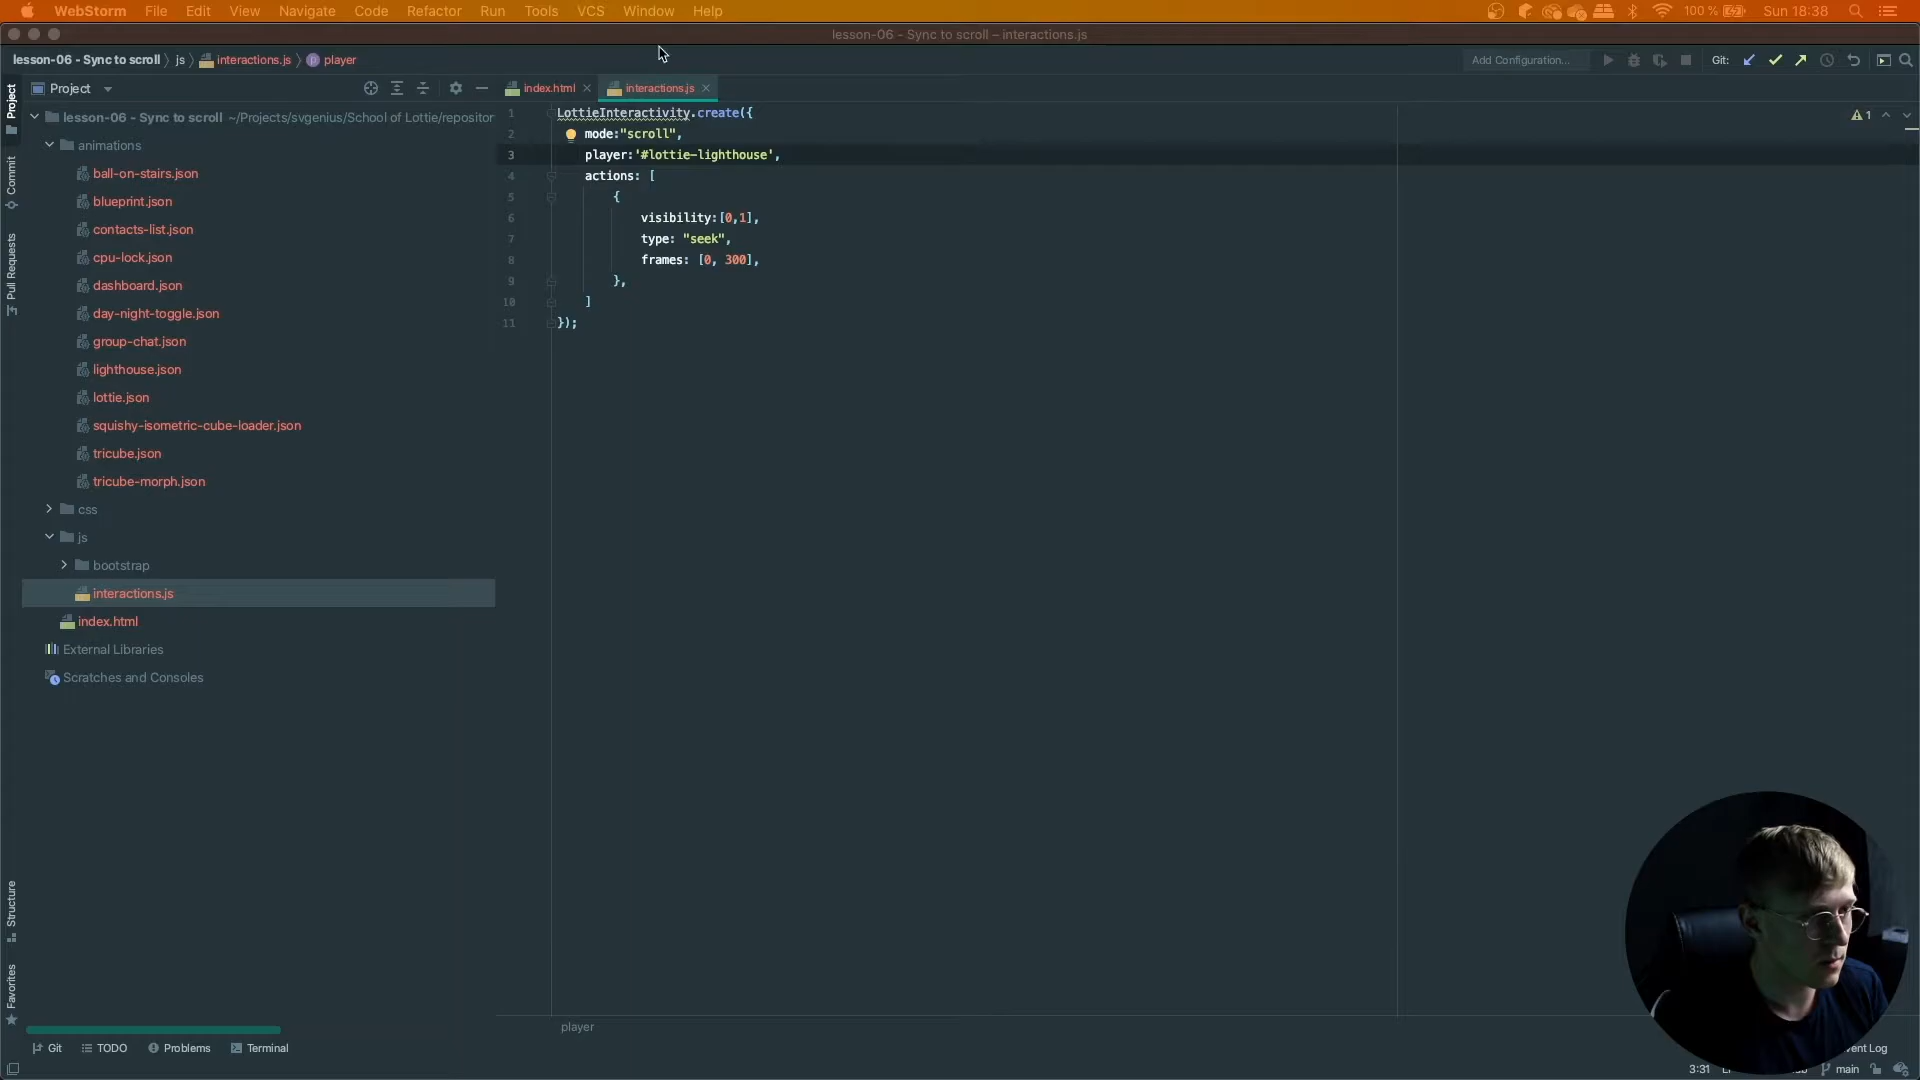 WebStorm File Edit View Navigate Code Refactor Run Tools VCS Window Help 100 % Sun 18:38
lesson-06 - Sync to scroll – interactions.js
lesson-06 - Sync to scroll js interactions.js player Add Configuration... Git:
Project
index.html
interactions.js
Project
Commit
Pull Requests
Structure
Favorites
lesson-06 - Sync to scroll ~/Projects/svgenius/School of Lottie/repositor
animations
ball-on-stairs.json
blueprint.json
contacts-list.json
cpu-lock.json
dashboard.json
day-night-toggle.json
group-chat.json
lighthouse.json
lottie.json
squishy-isometric-cube-loader.json
tricube.json
tricube-morph.json
css
js
bootstrap
interactions.js
index.html
External Libraries
Scratches and Consoles
1 LottieInteractivity.create({
2 mode:"scroll",
3 player:'#lottie-lighthouse',
4 actions: [
5 {
6 visibility:[0,1],
7 type: "seek",
8 frames: [0, 300],
9 },
10 ]
11 });
1
player
Git TODO Problems Terminal
vent Log
3:31 main